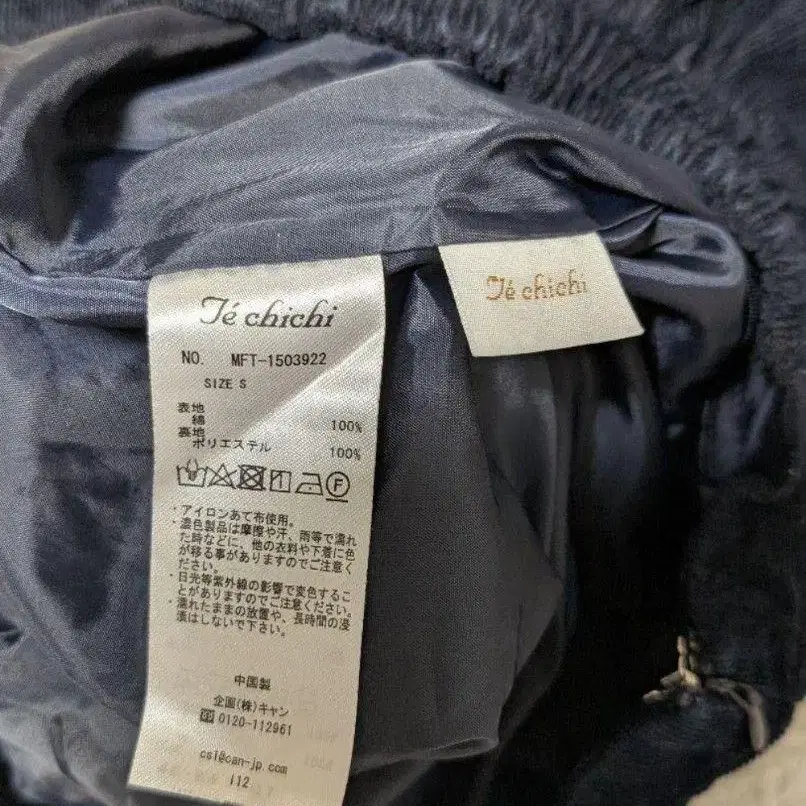 Té chichi
NO. MFT-1503922
SIZE S
表地
綿 100%
裏地
ポリエステル 100%
F
・アイロンあて布使用。
・濃色製品は摩擦や汗、雨等で濡れ
た時などに、他の衣料や下着に色
が移る事がありますのでご注意く
ださい。
・日光等紫外線の影響で変色するこ
とがありますのでご注意ください。
・濡れたままの放置や、長時間の浸
漬はしないで下さい。
中国製
企画(株)キャン
☎ 0120-112961
csl@can-jp.com
112
Té chichi